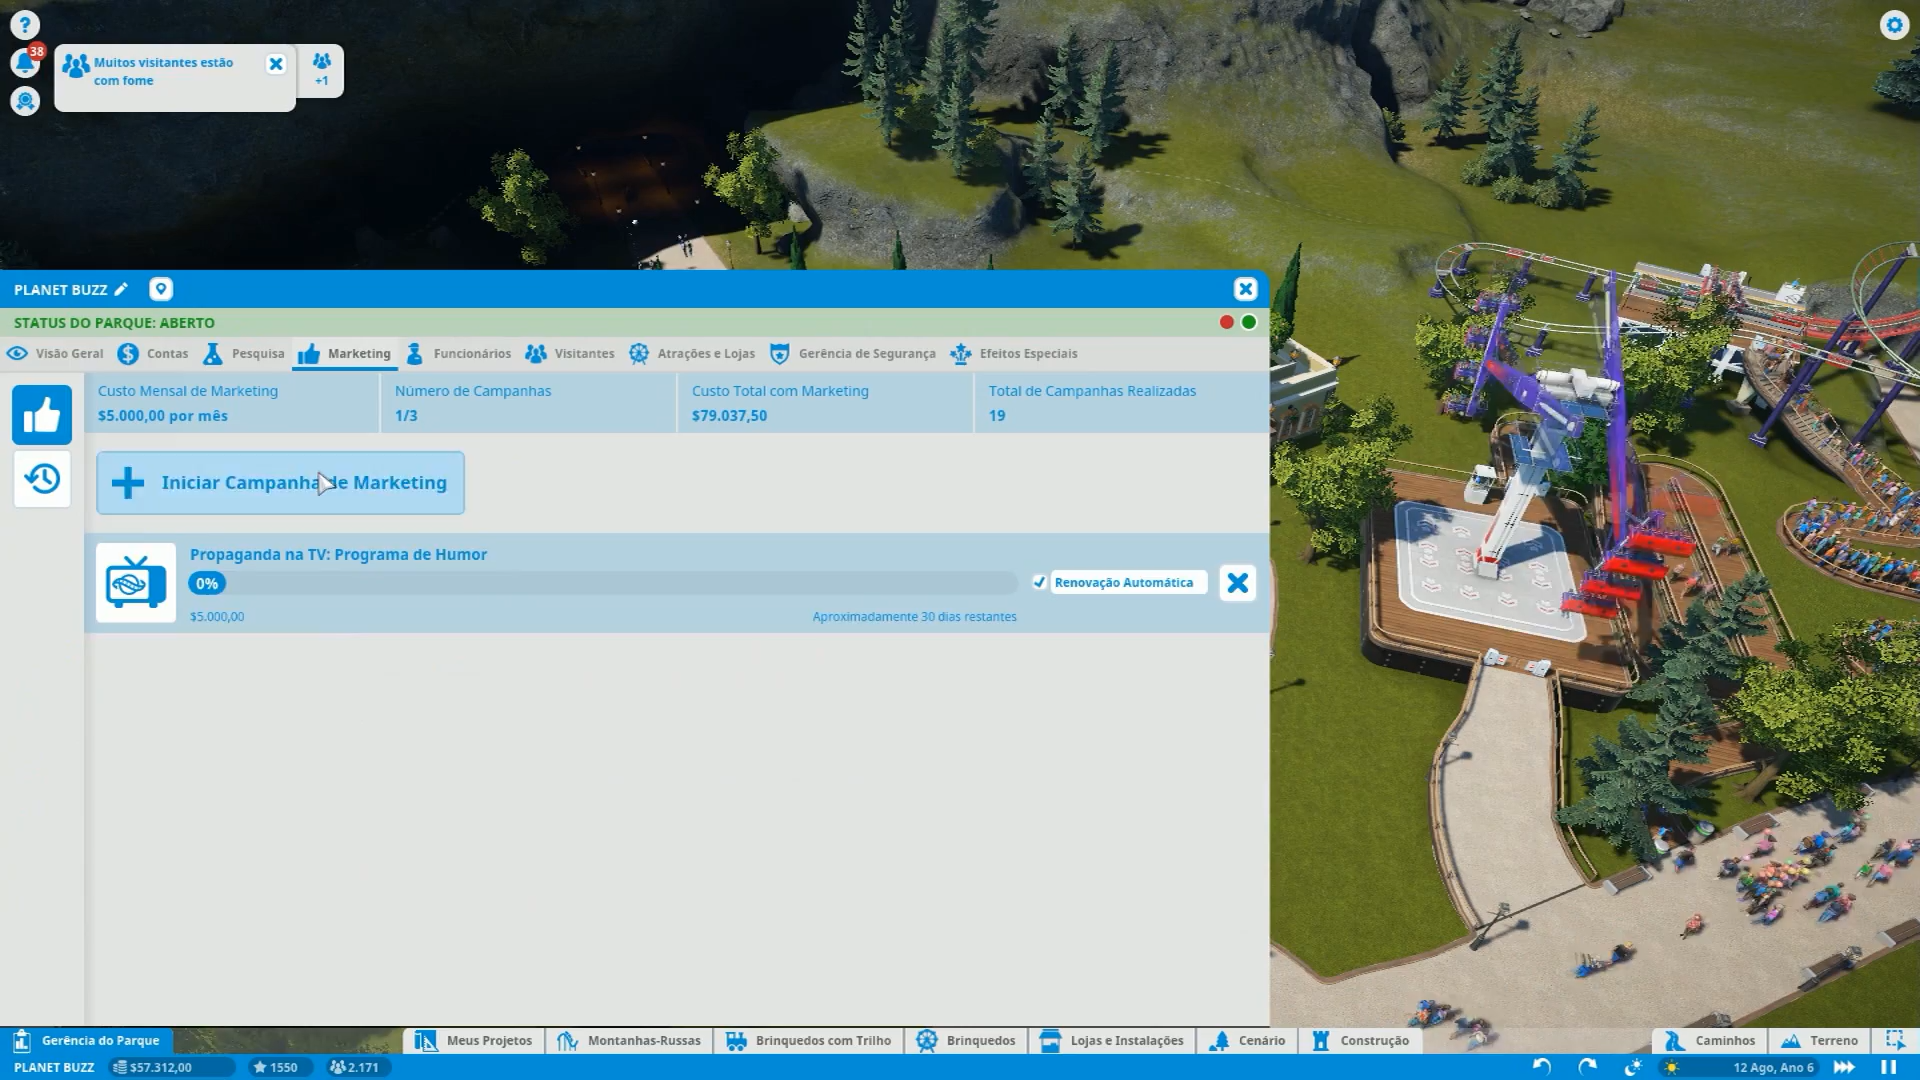 ?
38
Muitos visitantes estão
com fome
+1
PLANET BUZZ
STATUS DO PARQUE: ABERTO
Visão Geral
Contas
Pesquisa
Marketing
Funcionários
Visitantes
Atrações e Lojas
Gerência de Segurança
Efeitos Especiais
Custo Mensal de Marketing
$5.000,00 por mês
Número de Campanhas
1/3
Custo Total com Marketing
$79.037,50
Total de Campanhas Realizadas
19
Iniciar Campanha de Marketing
Propaganda na TV: Programa de Humor
0%
Renovação Automática
$5.000,00
Aproximadamente 30 dias restantes
Gerência do Parque
Meus Projetos
Montanhas-Russas
Brinquedos com Trilho
Brinquedos
Lojas e Instalações
Cenário
Construção
Caminhos
Terreno
PLANET BUZZ
$57.312,00
1550
2.171
12 Ago, Ano 6